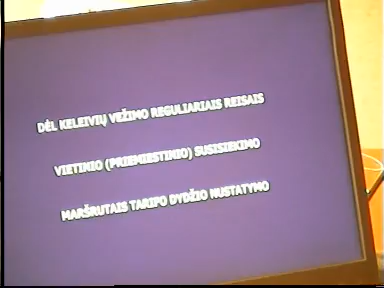 DĖL KELEIVIŲ VEŽIMO REGULIARIAIS REISAIS
VIETINIO (PRIEMIESTINIO) SUSISIEKIMO
MARŠRUTAIS TARIFO DYDŽIO NUSTATYMO